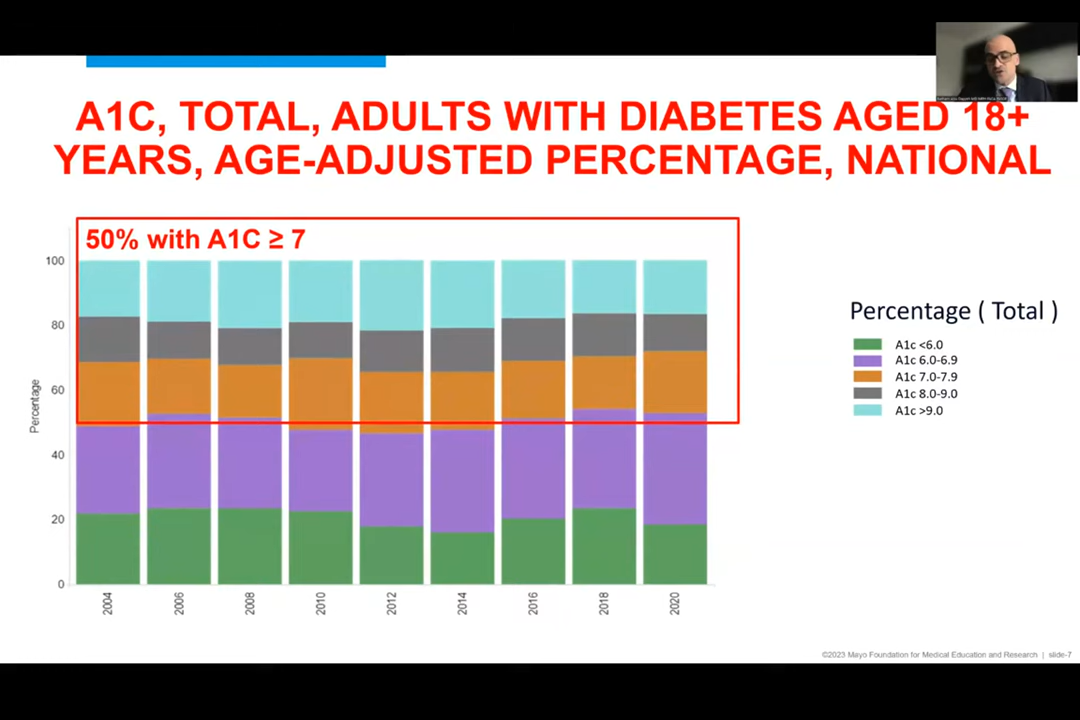 A1C, TOTAL, ADULTS WITH DIABETES AGED 18+
YEARS, AGE-ADJUSTED PERCENTAGE, NATIONAL
50% with A1C ≥ 7
100
80
60
40
20
0
Percentage
2004
2006
2008
2010
2012
2014
2016
2018
2020
Percentage ( Total )
A1c <6.0
A1c 6.0-6.9
A1c 7.0-7.9
A1c 8.0-9.0
A1c >9.0
©2023 Mayo Foundation for Medical Education and Research | slide-7